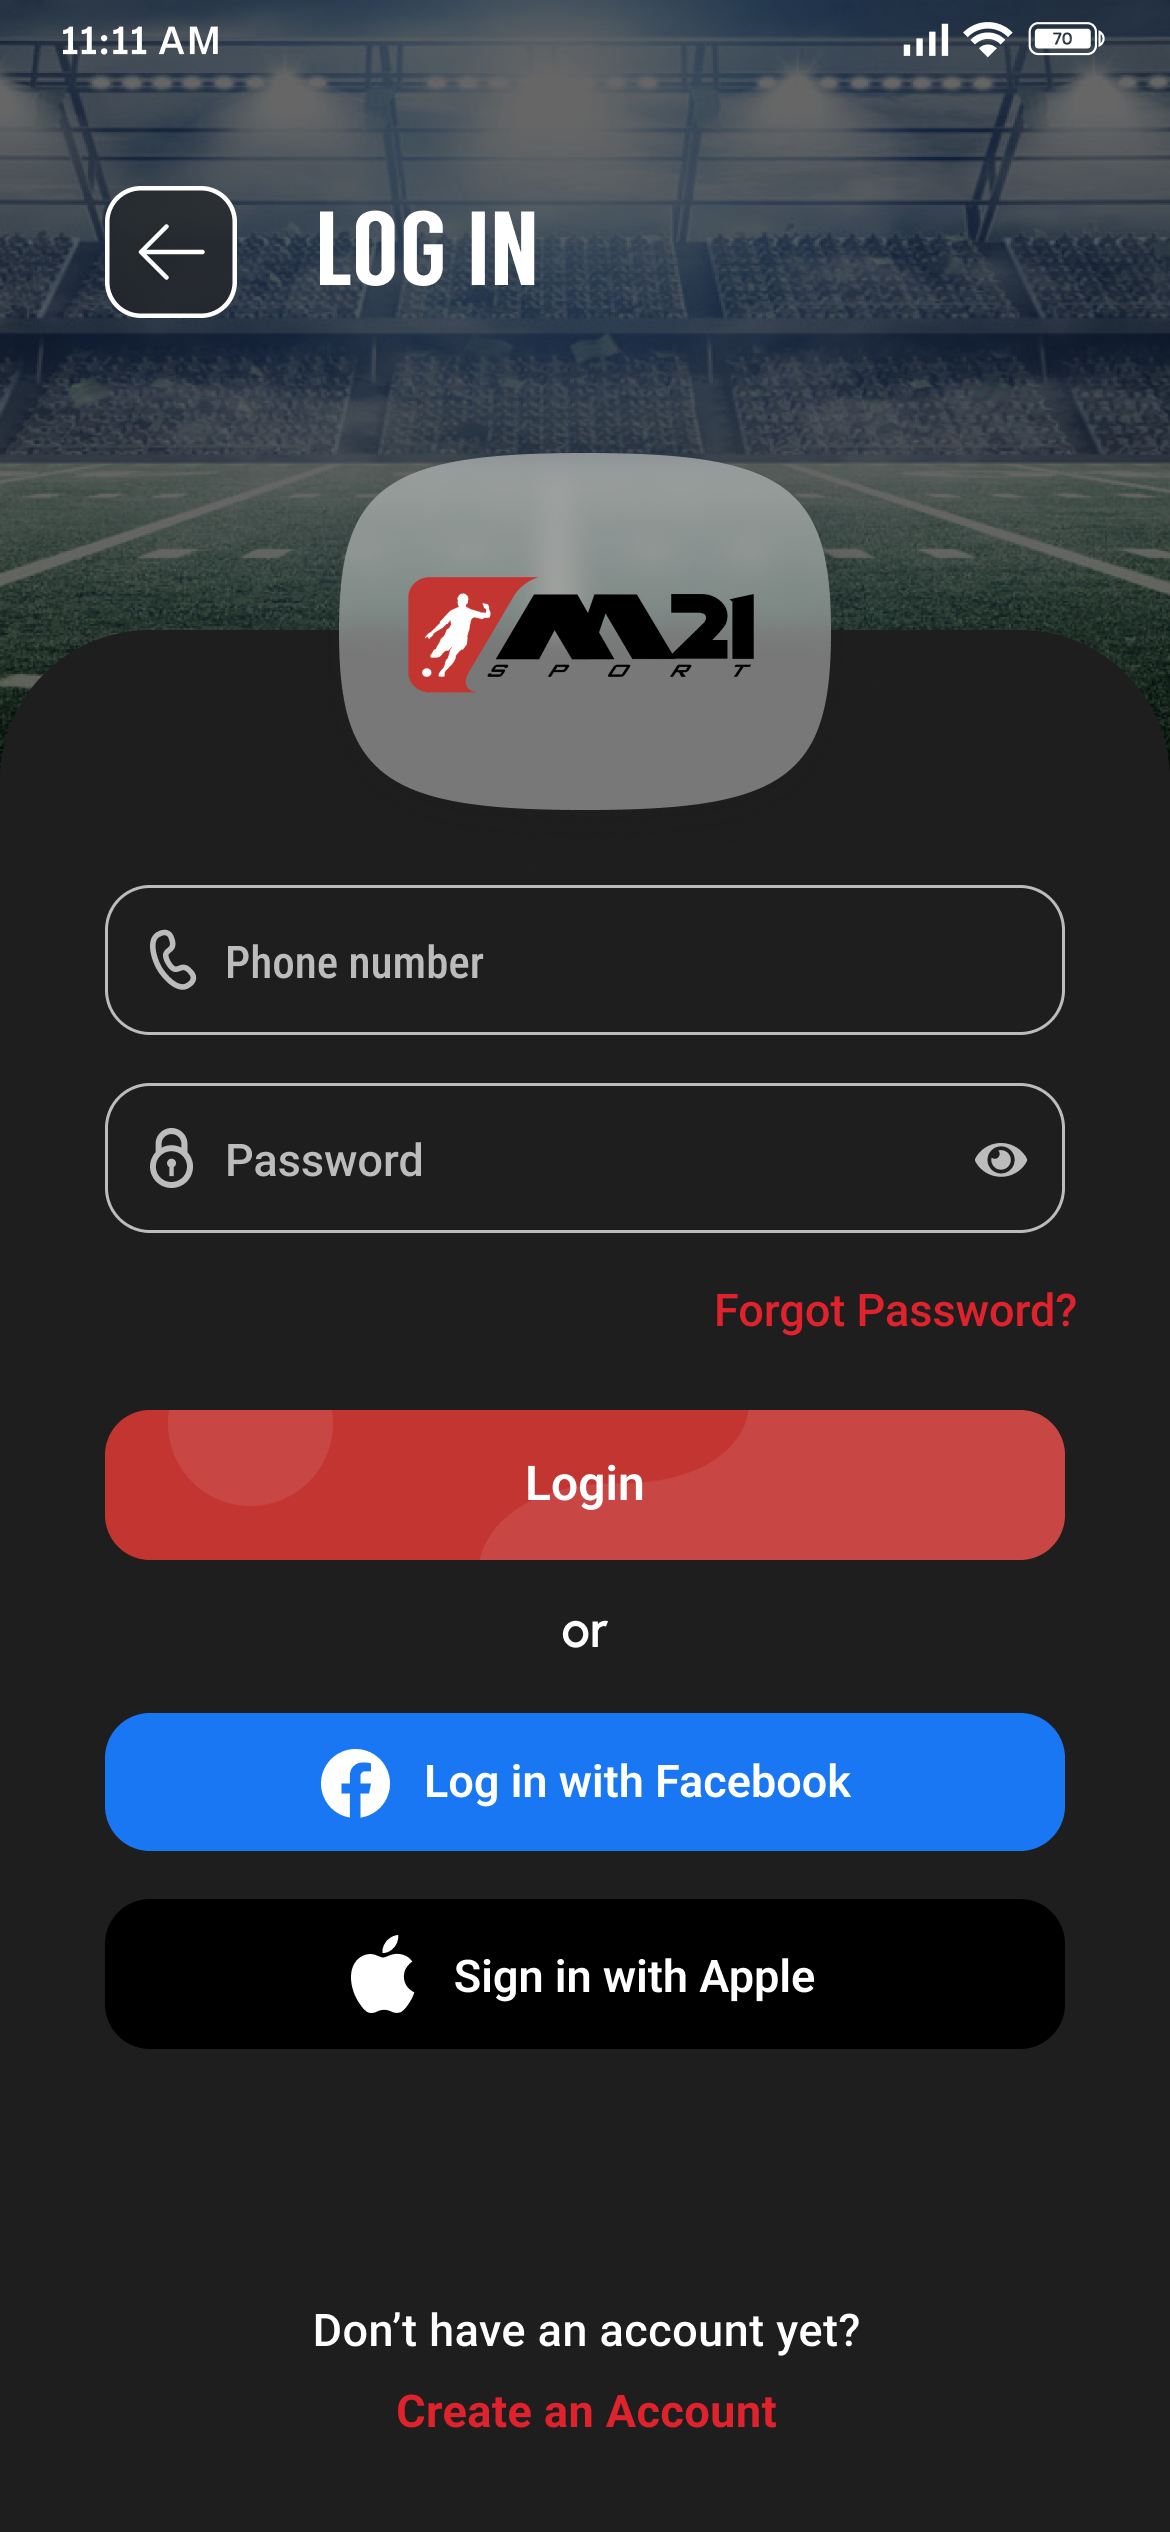 11:11 AM
70
LOG IN
M21
SPORT
Phone number
Password
Forgot Password?
Login
or
Log in with Facebook
Sign in with Apple
Don’t have an account yet?
Create an Account